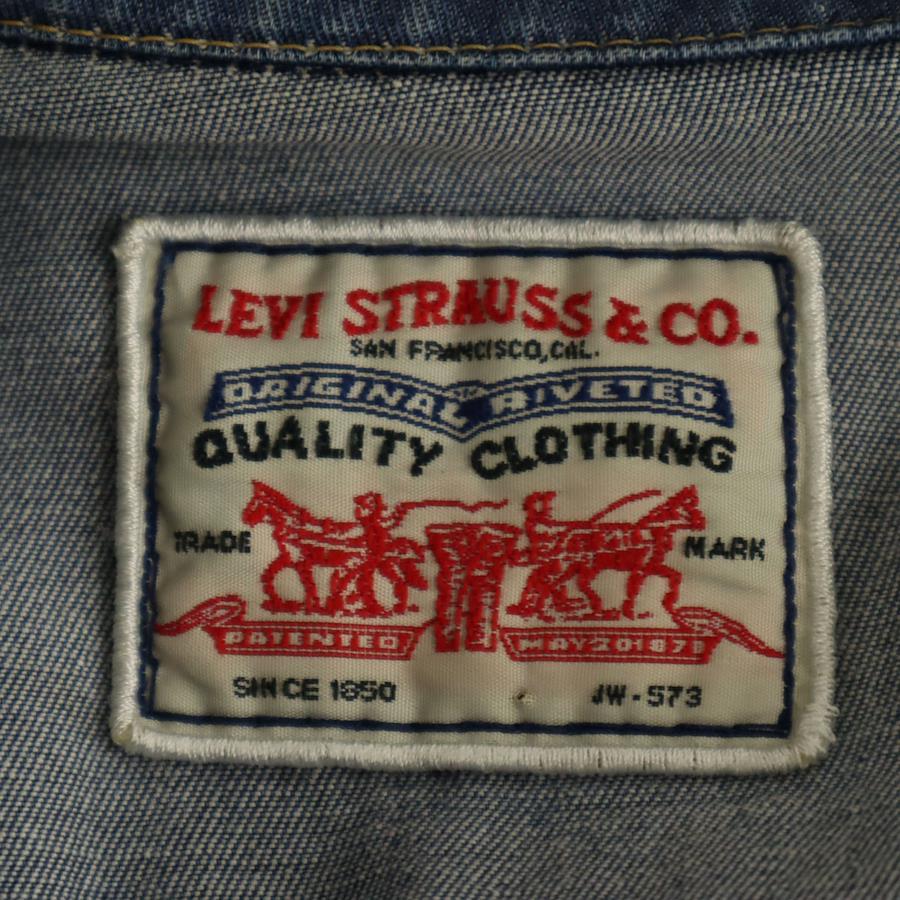 LEVI STRAUSS & CO.
SAN FRANCISCO, CAL.
ORIGINAL RIVETED
QUALITY CLOTHING
TRADE MARK
PATENTED MAY 20 1873
SINCE 1850 JW-573